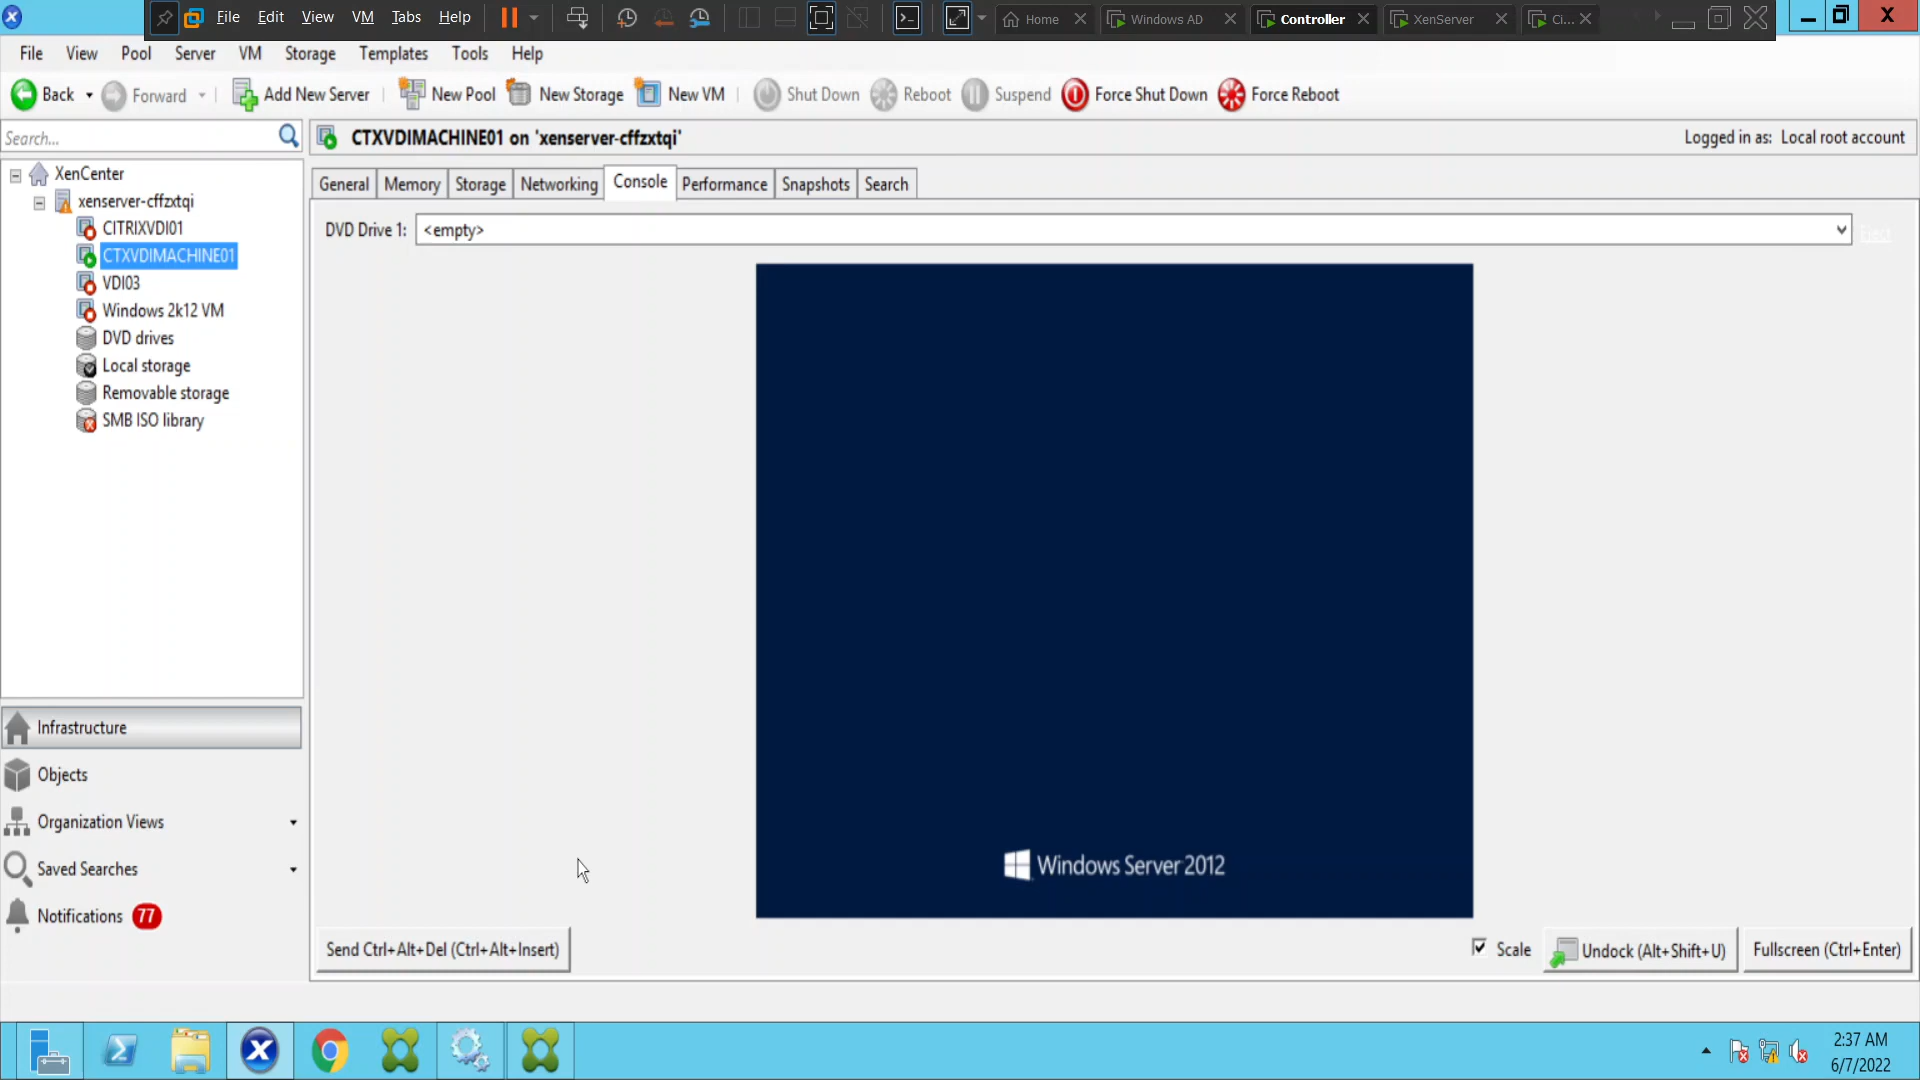 File Edit View VM Tabs Help Home Windows AD Controller XenServer Ci...
File View Pool Server VM Storage Templates Tools Help
Back Forward Add New Server New Pool New Storage New VM Shut Down Reboot Suspend Force Shut Down Force Reboot
Search...
CTXVDIMACHINE01 on 'xenserver-cffzxtqi'
Logged in as: Local root account
XenCenter
xenserver-cffzxtqi
CITRIXVDI01
CTXVDIMACHINE01
VDI03
Windows 2k12 VM
DVD drives
Local storage
Removable storage
SMB ISO library
General Memory Storage Networking Console Performance Snapshots Search
DVD Drive 1: <empty> Eject
Windows Server 2012
Infrastructure
Objects
Organization Views
Saved Searches
Notifications 77
Send Ctrl+Alt+Del (Ctrl+Alt+Insert)
Scale Undock (Alt+Shift+U) Fullscreen (Ctrl+Enter)
2:37 AM
6/7/2022